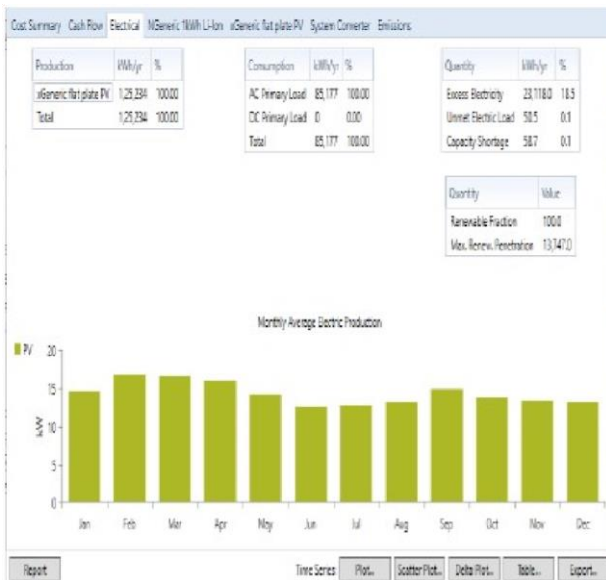 Cost Summary Cash Flow Electrical NGeneric 1kWh Li-Ion xGeneric flat plate PV System Converter Emissions
Production kWh/yr %
xGeneric flat plate PV 1,25,234 100.00
Total 1,25,234 100.00
Consumption kWh/yr %
AC Primary Load 85,177 100.00
DC Primary Load 0 0.00
Total 85,177 100.00
Quantity kWh/yr %
Excess Electricity 23,118.0 18.5
Unmet Electric Load 50.5 0.1
Capacity Shortage 58.7 0.1
Quantity Value
Renewable Fraction 100.0
Max. Renew. Penetration 13,747.0
Monthly Average Electric Production
PV
kW
20
15
10
5
0
Jan Feb Mar Apr May Jun Jul Aug Sep Oct Nov Dec
Report Time Series: Plot... Scatter Plot... Delta Plot... Table... Export...